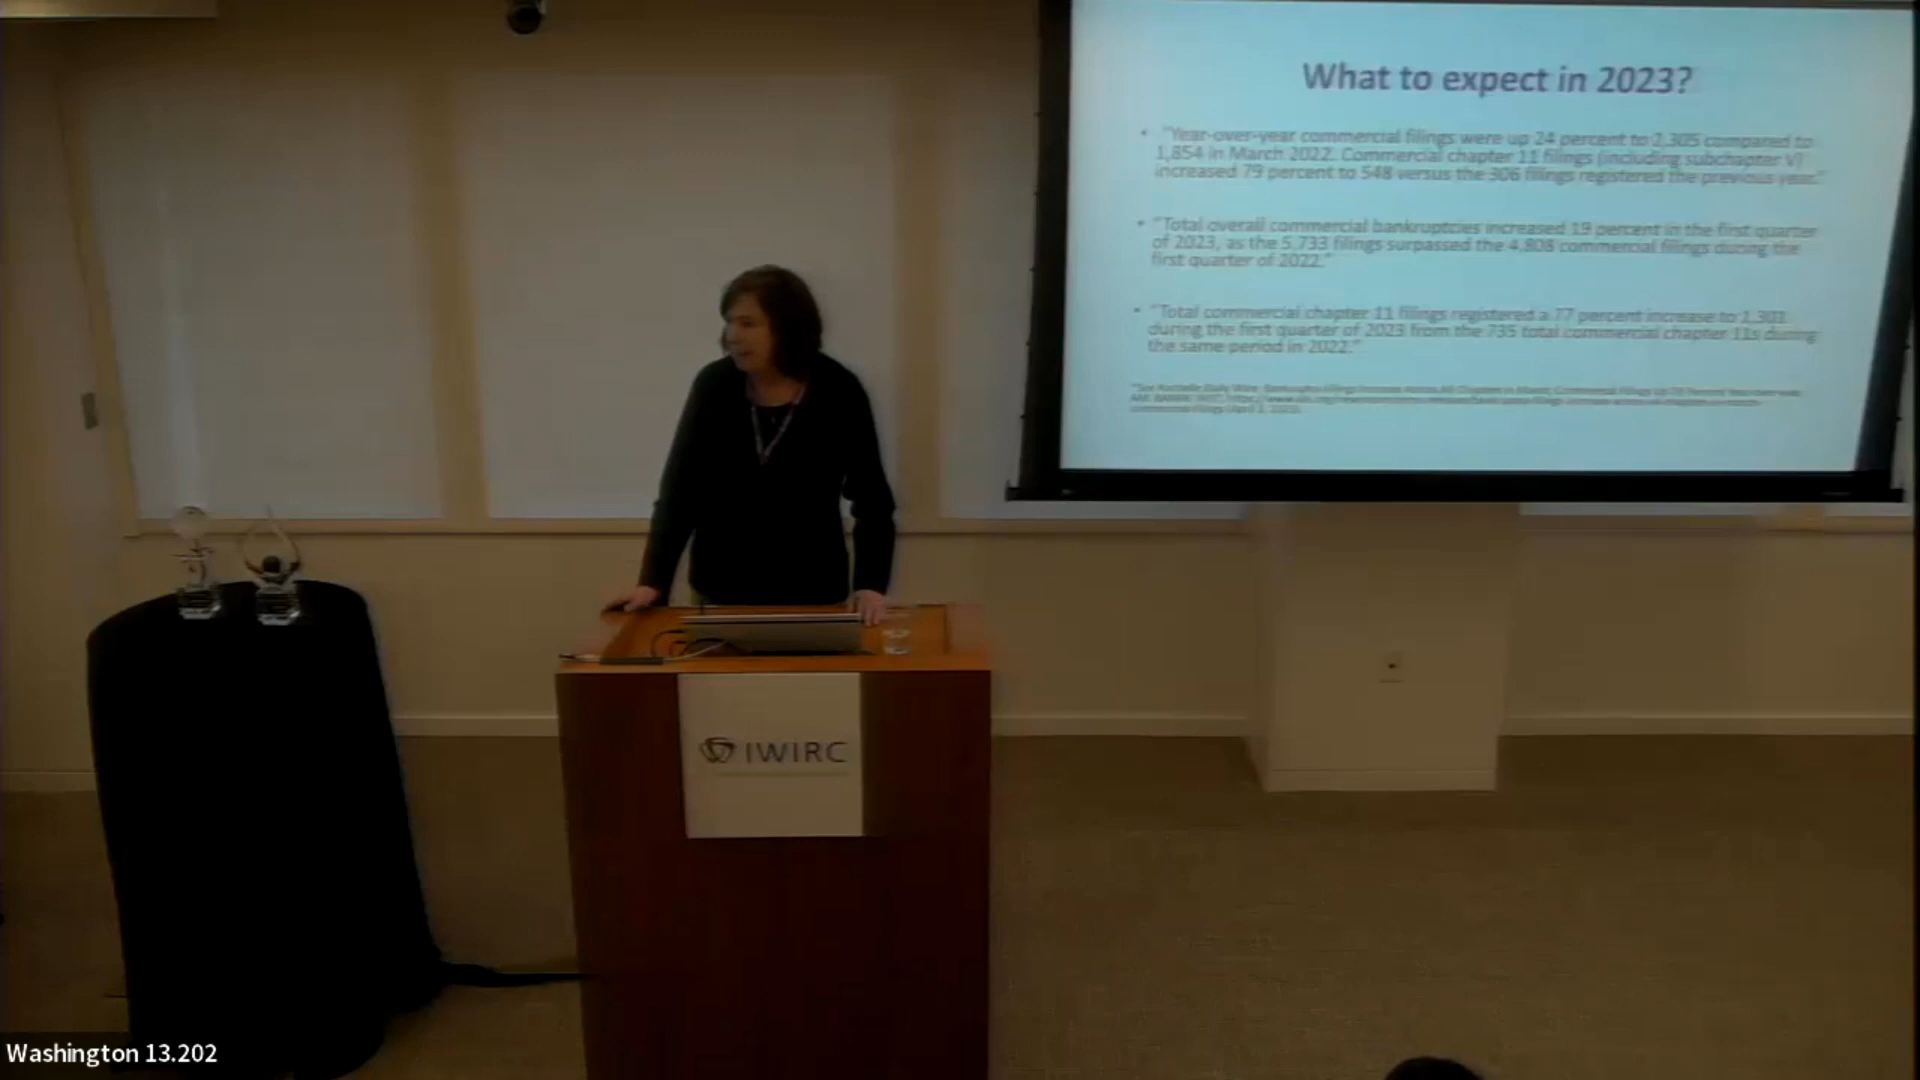 What to expect in 2023?
• "Year-over-year commercial filings were up 24 percent to 2,305 compared to
1,854 in March 2022. Commercial chapter 11 filings (including subchapter V)
increased 79 percent to 548 versus the 306 filings registered the previous year."
• "Total overall commercial bankruptcies increased 19 percent in the first quarter
of 2023, as the 5,733 filings surpassed the 4,808 commercial filings during the
first quarter of 2022."
• "Total commercial chapter 11 filings registered a 77 percent increase to 1,301
during the first quarter of 2023 from the 735 total commercial chapter 11s during
the same period in 2022."
IWIRC
Washington 13.202